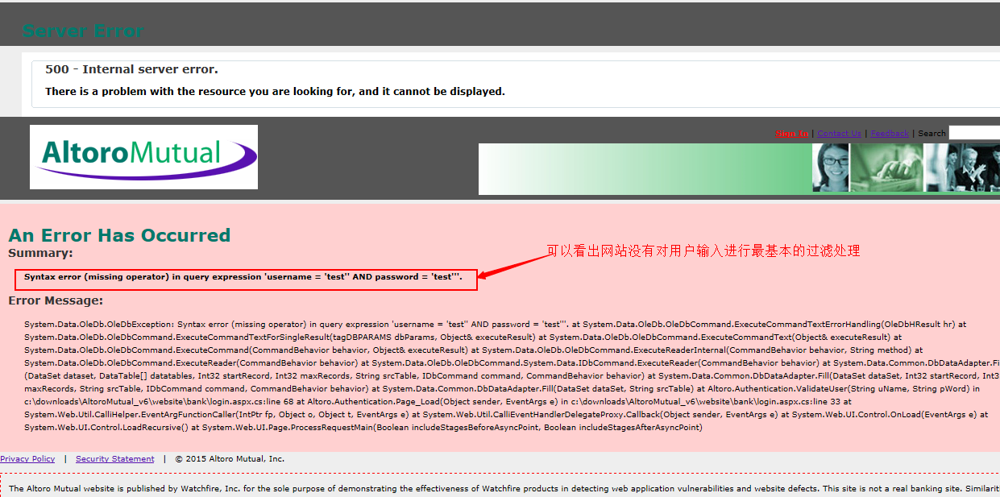 Server Error
500 - Internal server error.
There is a problem with the resource you are looking for, and it cannot be displayed.
Sign In | Contact Us | Feedback | Search
AltoroMutual
An Error Has Occurred
Summary:
可以看出网站没有对用户输入进行最基本的过滤处理
Syntax error (missing operator) in query expression 'username = 'test'' AND password = 'test'''.
Error Message:
System.Data.OleDb.OleDbException: Syntax error (missing operator) in query expression 'username = 'test'' AND password = 'test'''. at System.Data.OleDb.OleDbCommand.ExecuteCommandTextErrorHandling(OleDbHResult hr) at
System.Data.OleDb.OleDbCommand.ExecuteCommandTextForSingleResult(tagDBPARAMS dbParams, Object& executeResult) at System.Data.OleDb.OleDbCommand.ExecuteCommandText(Object& executeResult) at
System.Data.OleDb.OleDbCommand.ExecuteCommand(CommandBehavior behavior, Object& executeResult) at System.Data.OleDb.OleDbCommand.ExecuteReaderInternal(CommandBehavior behavior, String method) at
System.Data.OleDb.OleDbCommand.ExecuteReader(CommandBehavior behavior) at System.Data.OleDb.OleDbCommand.System.Data.IDbCommand.ExecuteReader(CommandBehavior behavior) at System.Data.Common.DbDataAdapter.Fi
(DataSet dataset, DataTable[] datatables, Int32 startRecord, Int32 maxRecords, String srcTable, IDbCommand command, CommandBehavior behavior) at System.Data.Common.DbDataAdapter.Fill(DataSet dataSet, Int32 startRecord, Int3
maxRecords, String srcTable, IDbCommand command, CommandBehavior behavior) at System.Data.Common.DbDataAdapter.Fill(DataSet dataSet, String srcTable) at Altoro.Authentication.ValidateUser(String uName, String pWord) in
c:\downloads\AltoroMutual_v6\website\bank\login.aspx.cs:line 68 at Altoro.Authentication.Page_Load(Object sender, EventArgs e) in c:\downloads\AltoroMutual_v6\website\bank\login.aspx.cs:line 33 at
System.Web.Util.CalliHelper.EventArgFunctionCaller(IntPtr fp, Object o, Object t, EventArgs e) at System.Web.Util.CalliEventHandlerDelegateProxy.Callback(Object sender, EventArgs e) at System.Web.UI.Control.OnLoad(EventArgs e) at
System.Web.UI.Control.LoadRecursive() at System.Web.UI.Page.ProcessRequestMain(Boolean includeStagesBeforeAsyncPoint, Boolean includeStagesAfterAsyncPoint)
Privacy Policy | Security Statement | © 2015 Altoro Mutual, Inc.
The Altoro Mutual website is published by Watchfire, Inc. for the sole purpose of demonstrating the effectiveness of Watchfire products in detecting web application vulnerabilities and website defects. This site is not a real banking site. Similarit